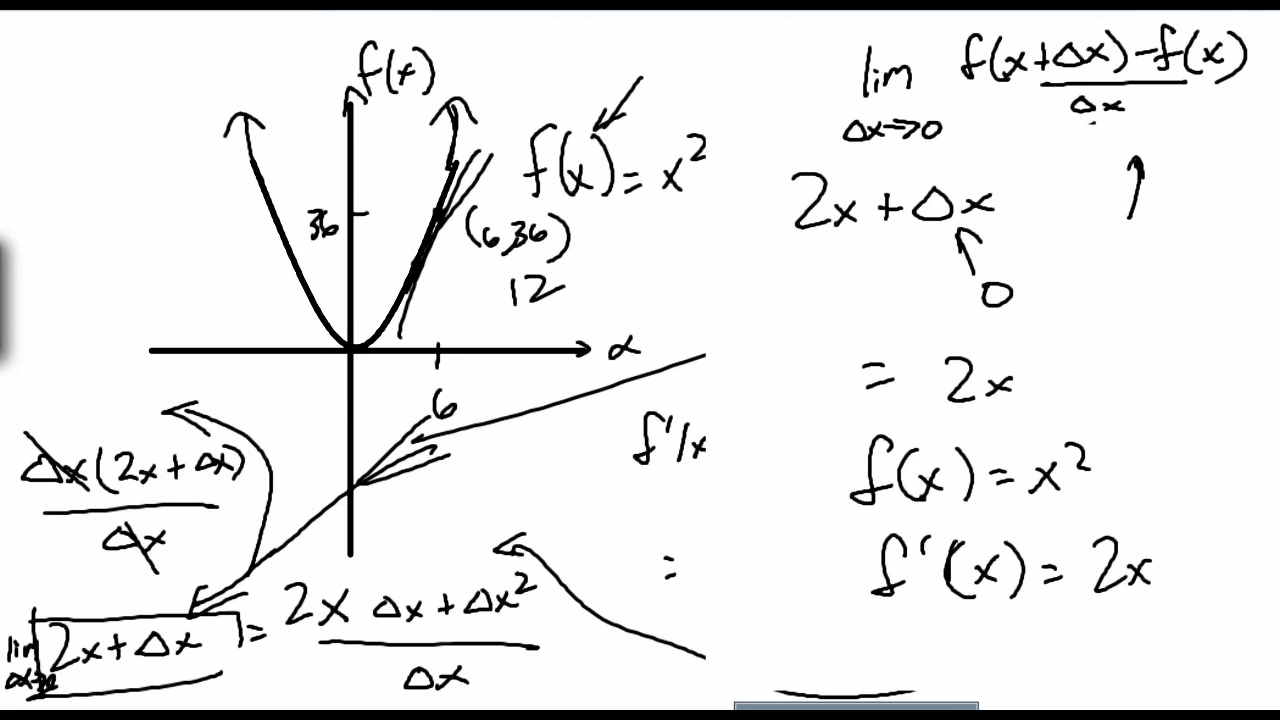 f(x)
36
f(x) = x²
(6,36)
12
x
6
Δx(2x + Δx)
Δx
lim 2x + Δx = 2x Δx + Δx²
Δx
f'(x
=
lim f(x+Δx) - f(x)
Δx→0 Δx
2x + Δx
0
= 2x
f(x) = x²
f'(x) = 2x